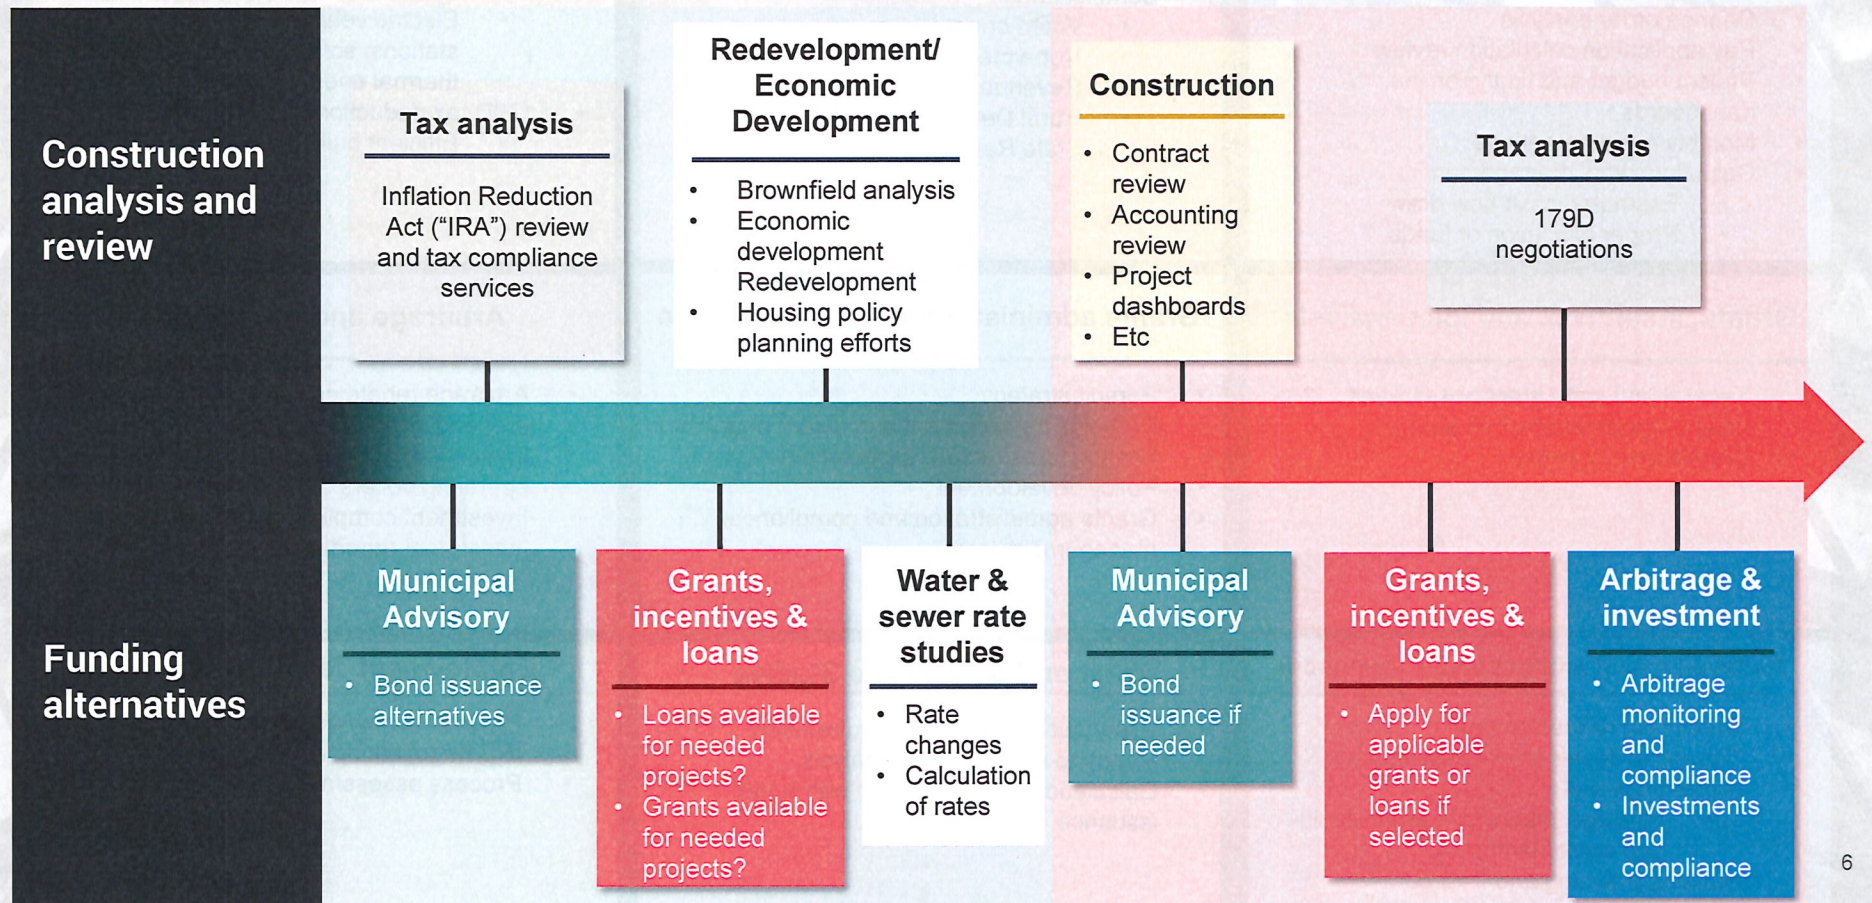 Construction
analysis and
review
Tax analysis
Inflation Reduction
Act (“IRA”) review
and tax compliance
services
Redevelopment/
Economic
Development
• Brownfield analysis
• Economic
development
Redevelopment
• Housing policy
planning efforts
Construction
• Contract
review
• Accounting
review
• Project
dashboards
• Etc
Tax analysis
179D
negotiations
Funding
alternatives
Municipal
Advisory
• Bond issuance
alternatives
Grants,
incentives &
loans
• Loans available
for needed
projects?
• Grants available
for needed
projects?
Water &
sewer rate
studies
• Rate
changes
• Calculation
of rates
Municipal
Advisory
• Bond
issuance if
needed
Grants,
incentives &
loans
• Apply for
applicable
grants or
loans if
selected
Arbitrage &
investment
• Arbitrage
monitoring
and
compliance
• Investments
and
compliance
6